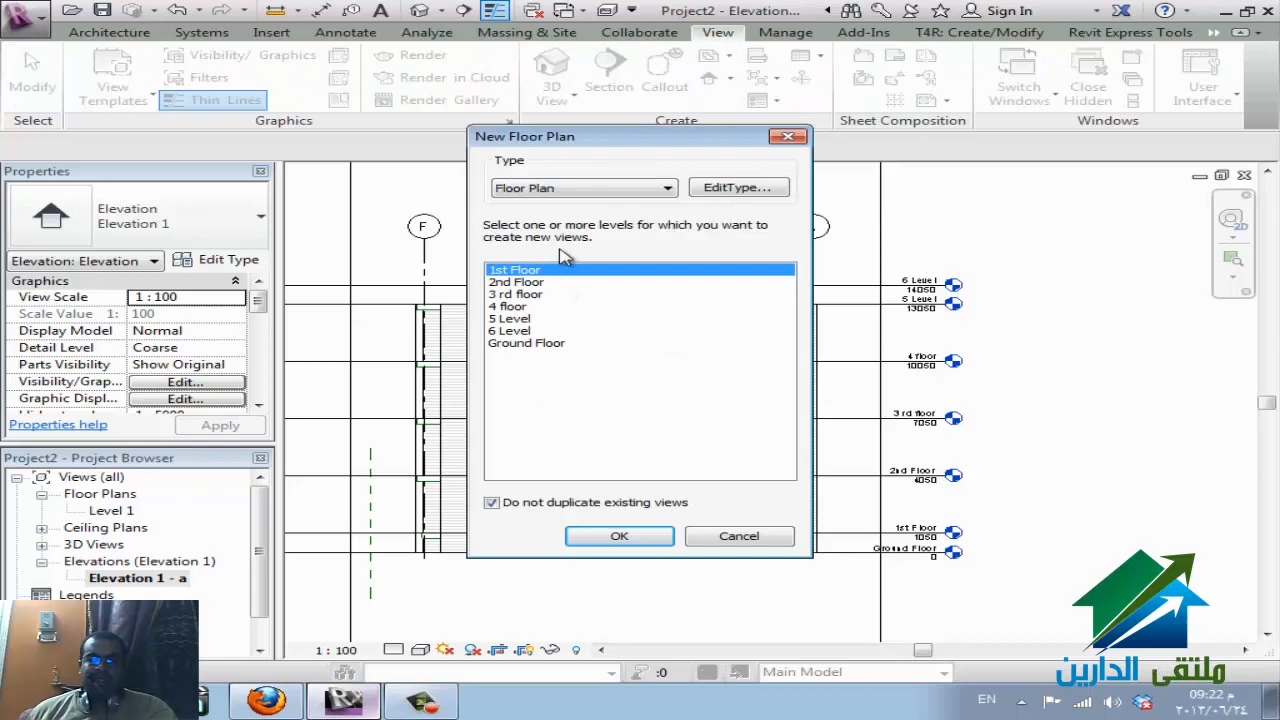 Project2 - Elevation...
Sign In
Architecture
Systems
Insert
Annotate
Analyze
Massing & Site
Collaborate
View
Manage
Add-Ins
T4R: Create/Modify
Revit Express Tools
Modify
View
Templates
Visibility/ Graphics
Filters
Thin Lines
Render
Render in Cloud
Render Gallery
3D
View
Section
Callout
Switch
Windows
Close
Hidden
User
Interface
Select
Graphics
Create
Sheet Composition
Windows
New Floor Plan
Type
Floor Plan
EditType...
Select one or more levels for which you want to
create new views.
1st Floor
2nd Floor
3 rd floor
4 floor
5 Level
6 Level
Ground Floor
Do not duplicate existing views
OK
Cancel
Properties
Elevation
Elevation 1
Elevation: Elevation
Edit Type
Graphics
View Scale
1 : 100
Scale Value 1:
100
Display Model
Normal
Detail Level
Coarse
Parts Visibility
Show Original
Visibility/Grap...
Edit...
Graphic Displ...
Edit...
Properties help
Apply
Project2 - Project Browser
Views (all)
Floor Plans
Level 1
Ceiling Plans
3D Views
Elevations (Elevation 1)
Elevation 1 - a
Legends
F
2D
6 Level
14050
5 Level
13050
4 floor
10050
3 rd floor
7050
2nd Floor
4050
1st Floor
1050
Ground Floor
0
1 : 100
:0
Main Model
ملتقى الدارين
EN
09:22 م
٢٠١٣/٠٦/٢٤